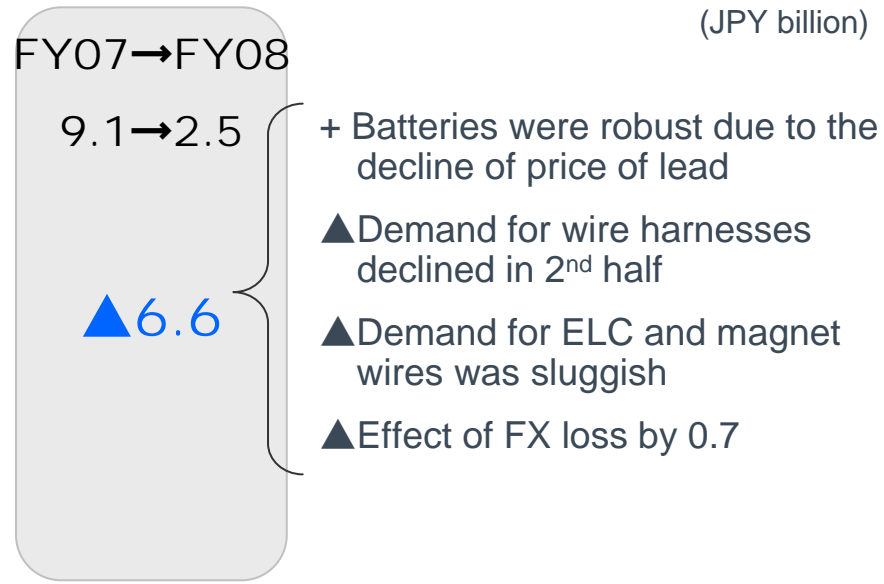 (JPY billion)
FY07→FY08
9.1→2.5
▲6.6
+ Batteries were robust due to the
decline of price of lead
▲Demand for wire harnesses
declined in 2nd half
▲Demand for ELC and magnet
wires was sluggish
▲Effect of FX loss by 0.7